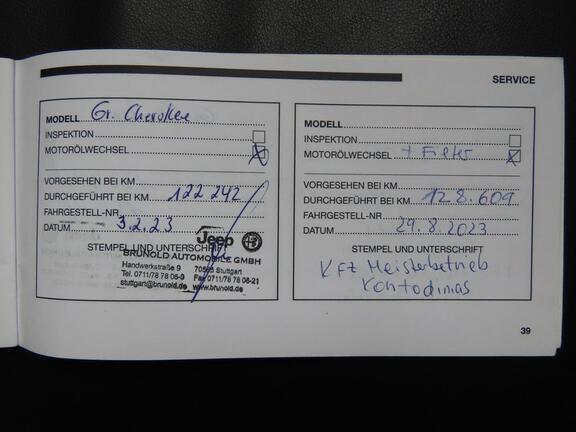 SERVICE
MODELL Gr. Cherokee
INSPEKTION
MOTORÖLWECHSEL X
VORGESEHEN BEI KM
DURCHGEFÜHRT BEI KM 122 242
FAHRGESTELL-NR.
DATUM 3.2.23
STEMPEL UND UNTERSCHRIFT
Jeep
BRUNOLD AUTOMOBILE GMBH
Handwerkstraße 9 Stuttgart
Tel. 0711/78 78 06-0 Fax 0711/78 78 06-21
stuttgart@brunold.de www.brunold.de
MODELL
INSPEKTION
MOTORÖLWECHSEL + Filter X
VORGESEHEN BEI KM
DURCHGEFÜHRT BEI KM 128.609
FAHRGESTELL-NR.
DATUM 29.8.2023
STEMPEL UND UNTERSCHRIFT
KFZ Meisterbetrieb
Kontodimas
39